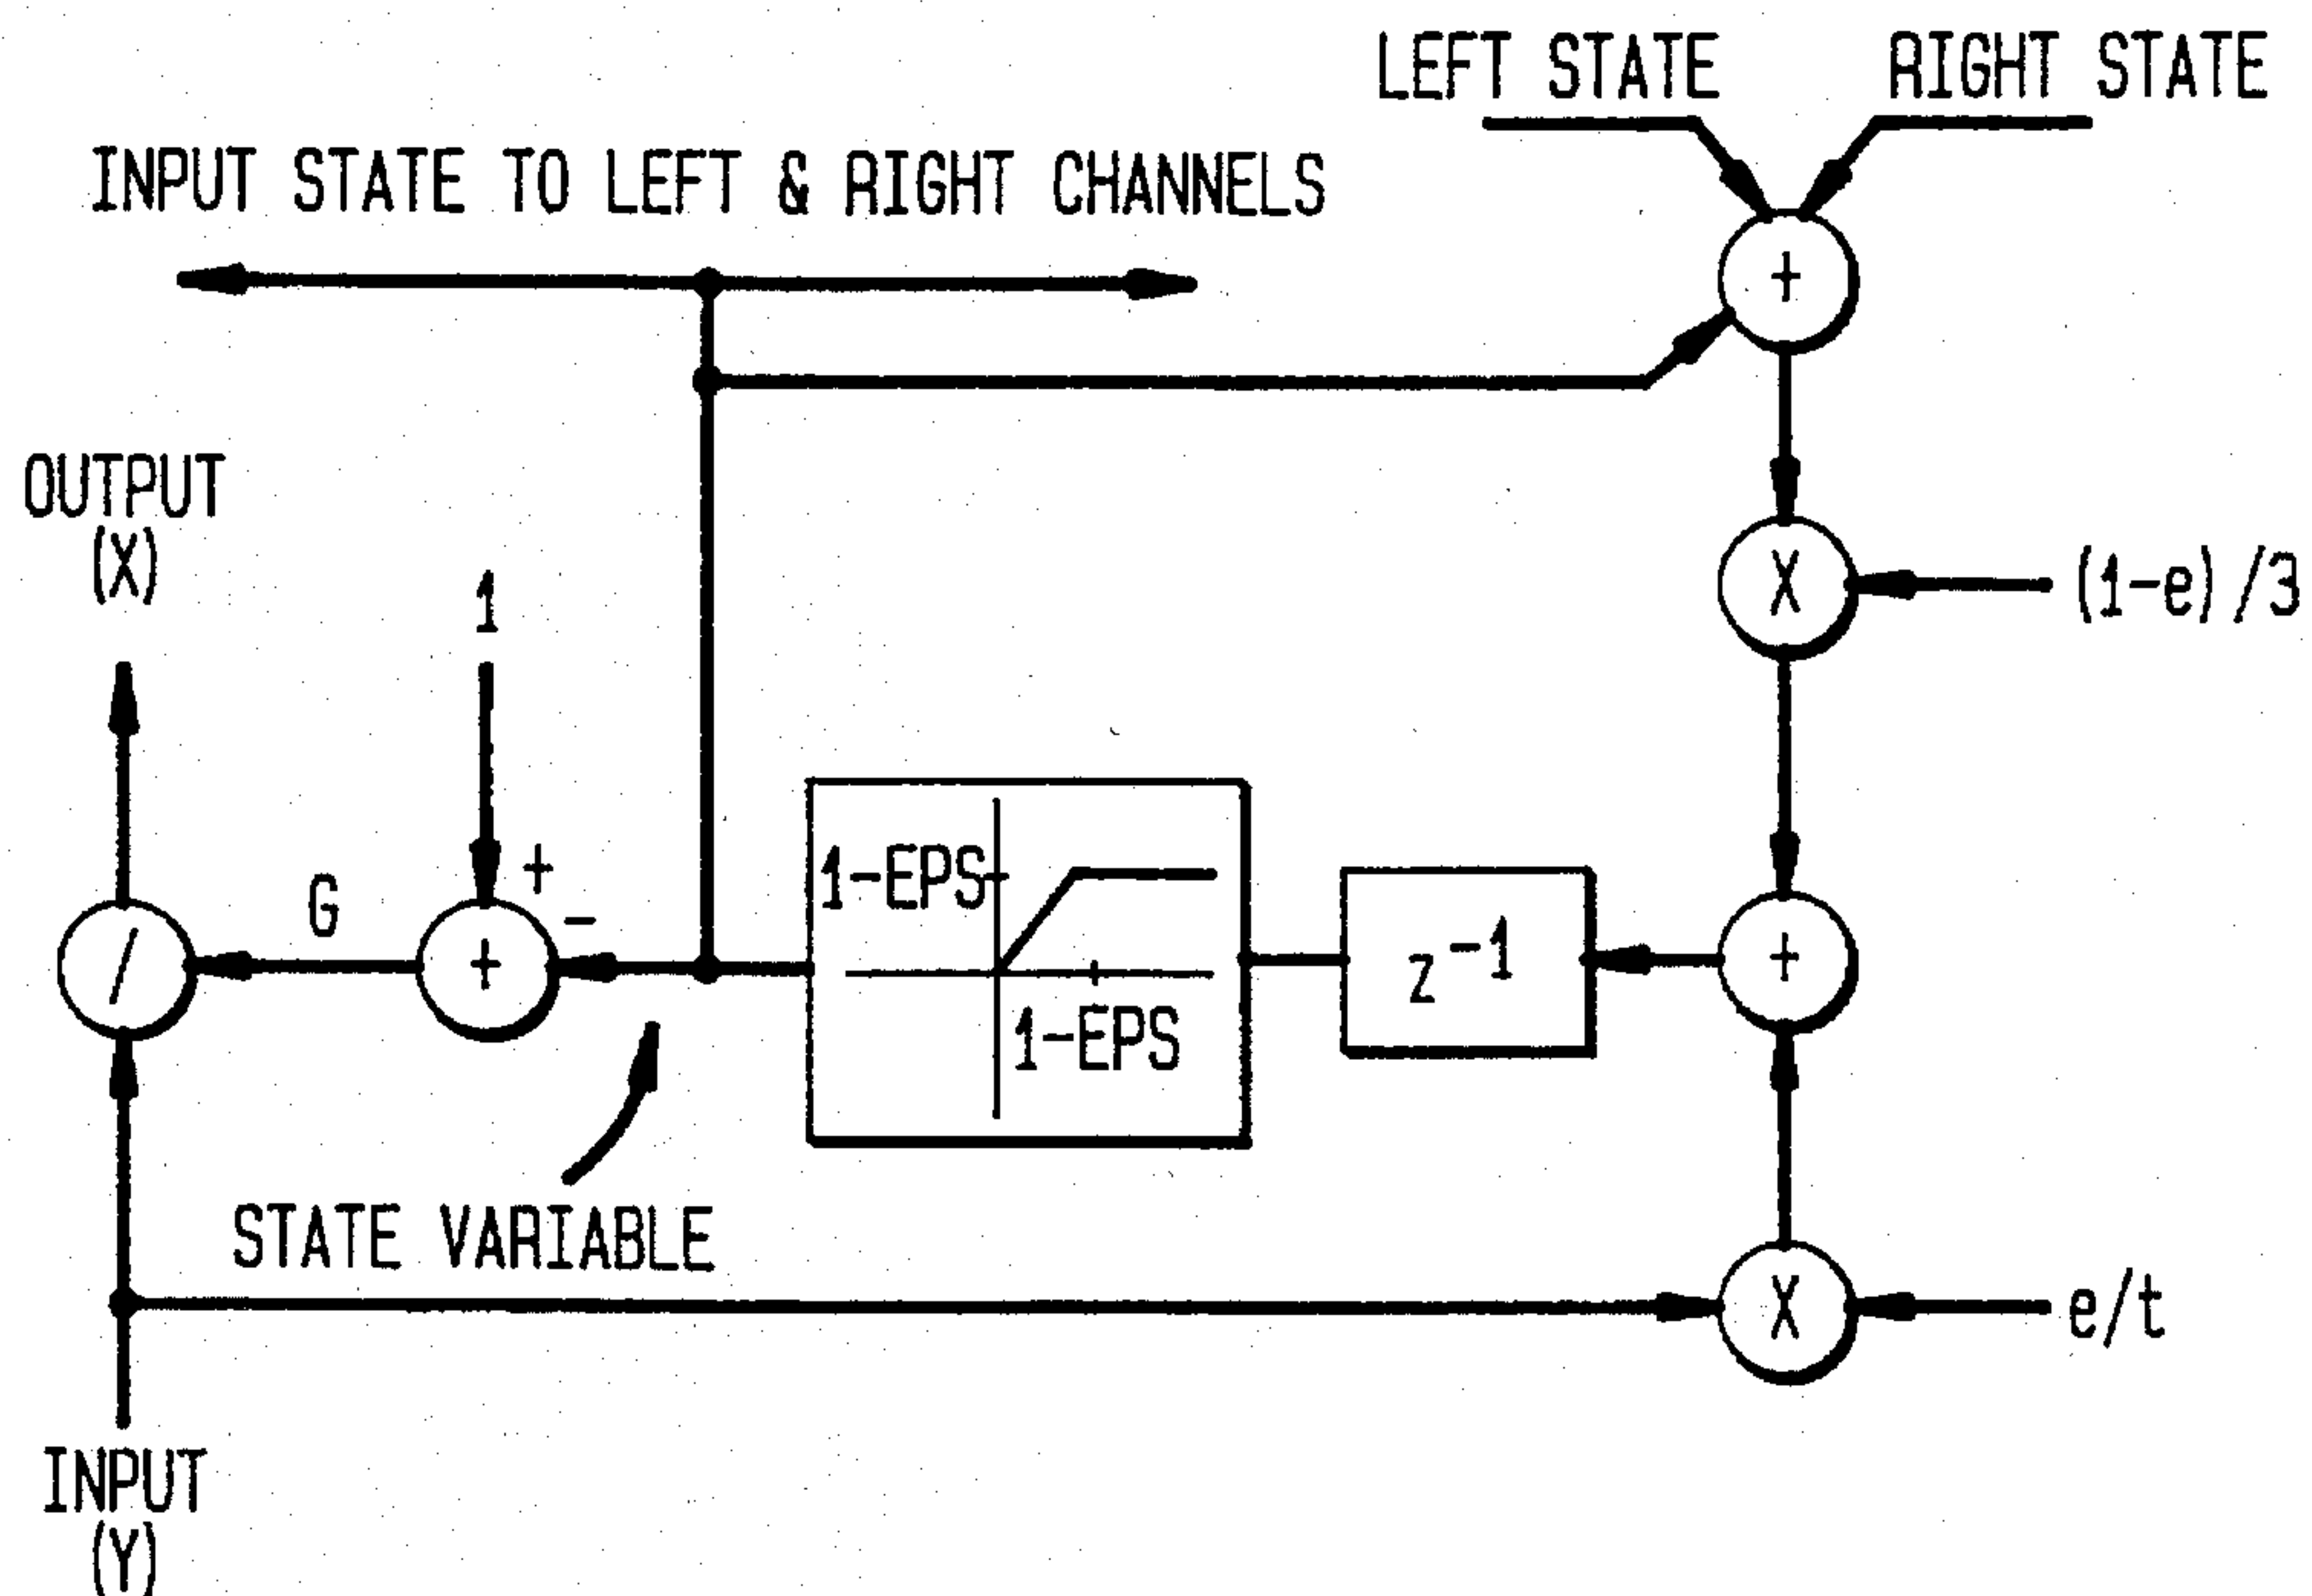 LEFT STATE
RIGHT STATE
INPUT STATE TO LEFT & RIGHT CHANNELS
+
OUTPUT
(X)
1
X
(1-e)/3
+
-
G
/
+
1-EPS
1-EPS
z-1
+
STATE VARIABLE
X
e/t
INPUT
(Y)